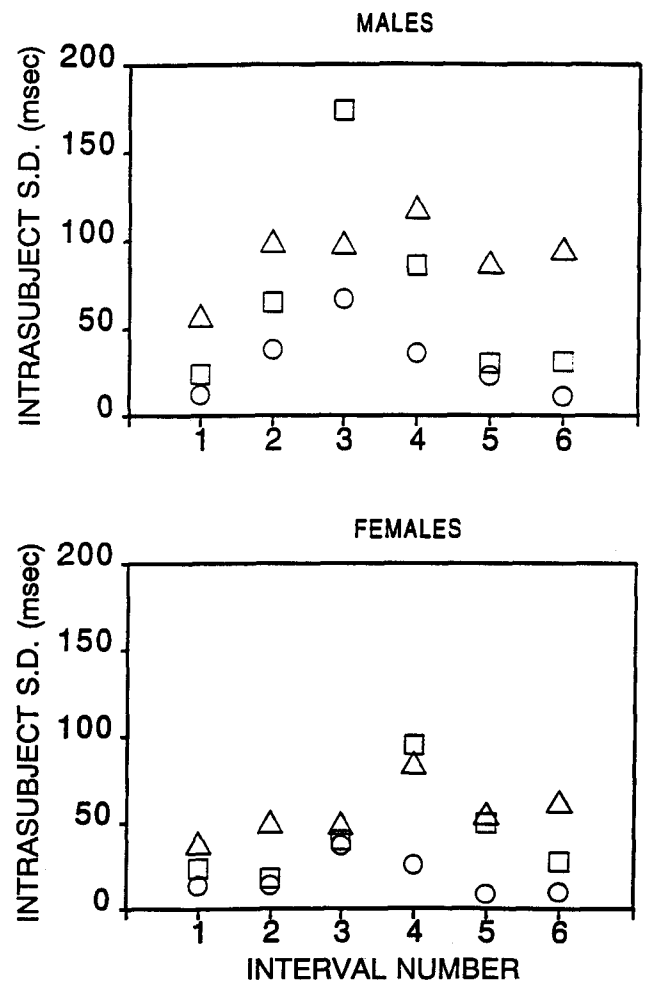 MALES
INTRASUBJECT S.D. (msec)
200
150
100
50
0
1 2 3 4 5 6
FEMALES
INTRASUBJECT S.D. (msec)
200
150
100
50
0
1 2 3 4 5 6
INTERVAL NUMBER